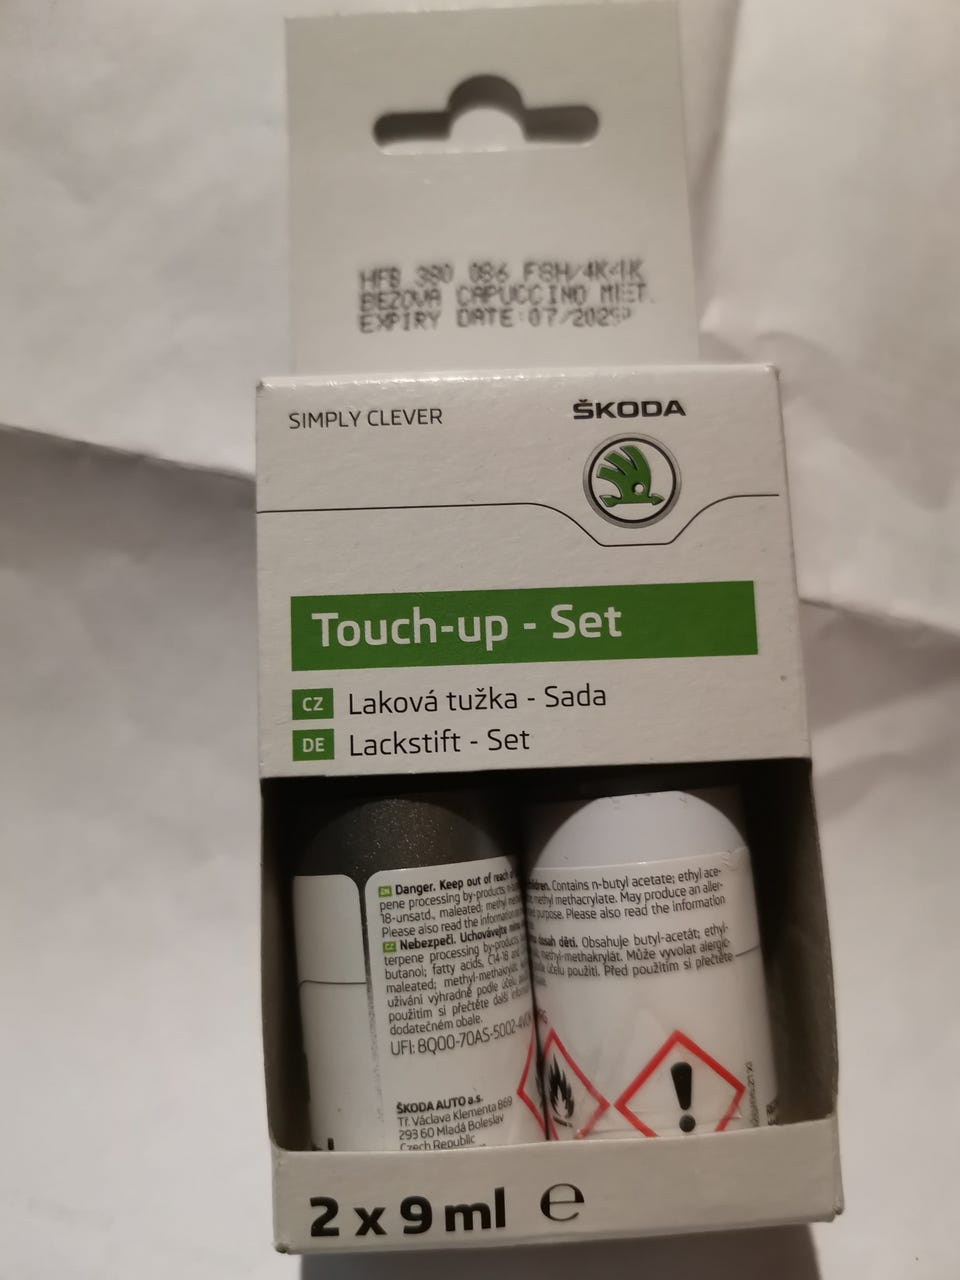 HFB 380 086 F8H/4K4K
BEZOVA CAPUCCINO MET.
EXPIRY DATE:07/2025
SIMPLY CLEVER
ŠKODA
Touch-up - Set
CZ Laková tužka - Sada
DE Lackstift - Set
EN Danger. Keep out of reach
pene processing by-products
18-unsatd., maleated; methyl
Please also read the information
CZ Nebezpečí. Uchovávejte
terpene processing by-products
butanol; fatty acids, C14-18 and
maleated; methyl-methakrylát.
užívání výhradně podle účelu
použitím si přečtěte další
dodatečném obale.
UFI: 8Q00-70AS-5002
ŠKODA AUTO a.s.
Tř. Václava Klementa 869
293 60 Mladá Boleslav
Czech Republic
children. Contains n-butyl acetate; ethyl ace-
methyl methacrylate. May produce an aller-
purpose. Please also read the information
dosah dětí. Obsahuje butyl-acetát; ethyl-
methyl-methakrylát. Může vyvolat alergic-
účelu použití. Před použitím si přečtěte
2 x 9 ml e